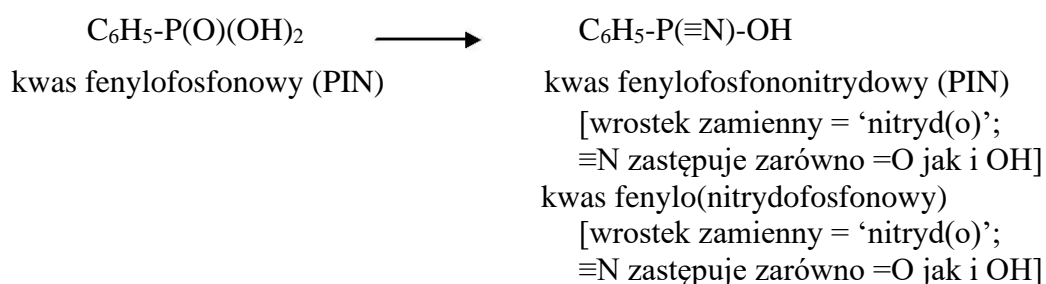 C₆H₅-P(O)(OH)₂ C₆H₅-P(≡N)-OH
kwas fenylofosfonowy (PIN) kwas fenylofosfononitrydowy (PIN)
[wrostek zamienny = ‘nitryd(o)’;
≡N zastępuje zarówno =O jak i OH]
kwas fenylo(nitrydofosfonowy)
[wrostek zamienny = ‘nitryd(o)’;
≡N zastępuje zarówno =O jak i OH]